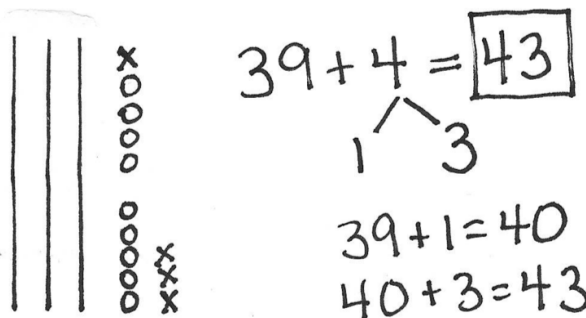 39 + 4 = 43
1 3
39 + 1 = 40
40 + 3 = 43